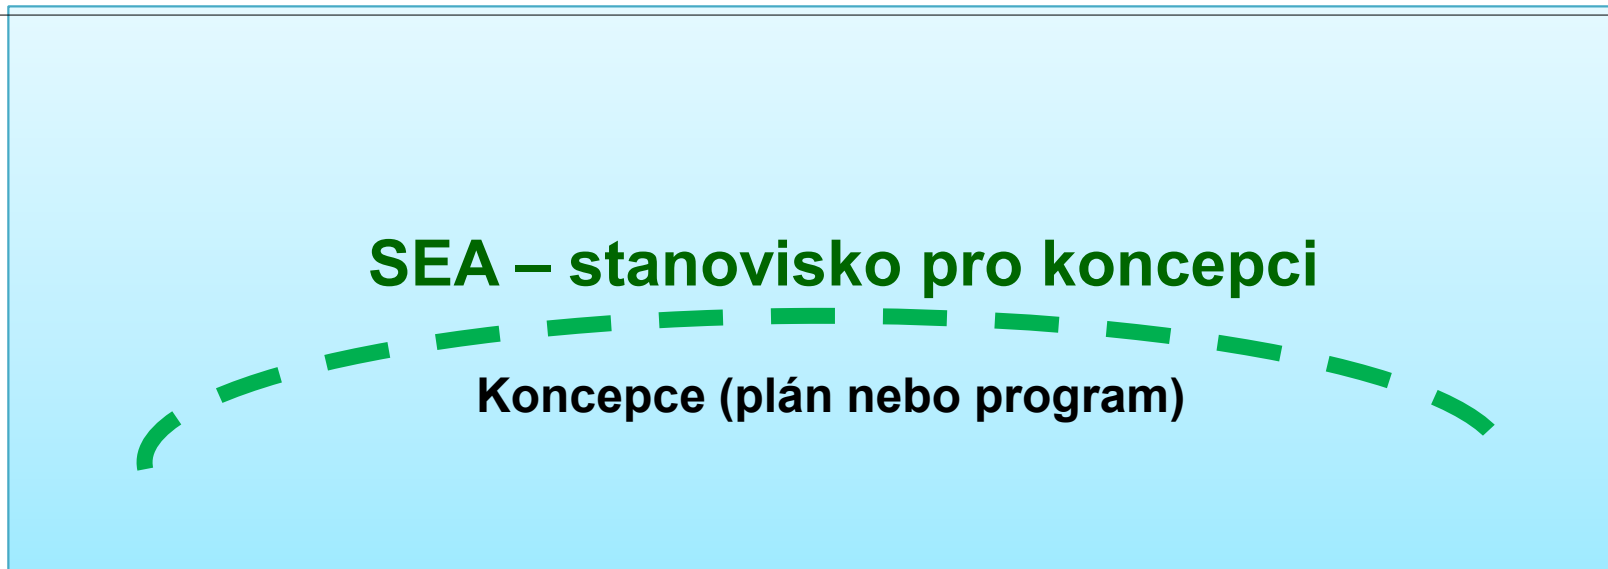 SEA – stanovisko pro koncepci
Koncepce (plán nebo program)